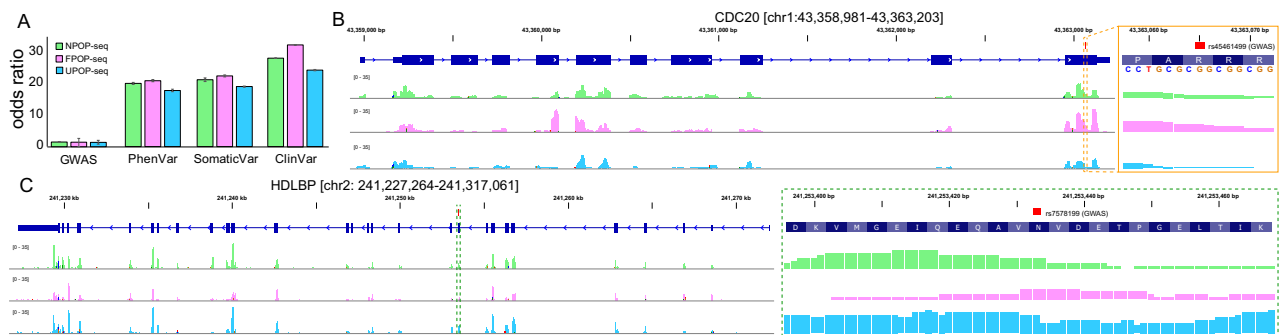 A
odds ratio
30
20
10
0
NPOP-seq
FPOP-seq
UPOP-seq
GWAS
PhenVar
SomaticVar
ClinVar
B
CDC20 [chr1:43,358,981-43,363,203]
43,359,000 bp
43,360,000 bp
43,361,000 bp
43,362,000 bp
43,363,000 bp
[0 - 35]
[0 - 35]
[0 - 35]
43,363,060 bp
43,363,070 bp
rs45461499 (GWAS)
P A R R R
C C T G C G C G G C G G C G G
C
HDLBP [chr2: 241,227,264-241,317,061]
241,230 kb
241,240 kb
241,250 kb
241,260 kb
241,270 kb
[0 - 35]
[0 - 35]
[0 - 35]
241,253,400 bp
241,253,420 bp
241,253,440 bp
241,253,460 bp
rs7578199 (GWAS)
D K V M G E I Q E Q A V N V D E T P G E L T I K